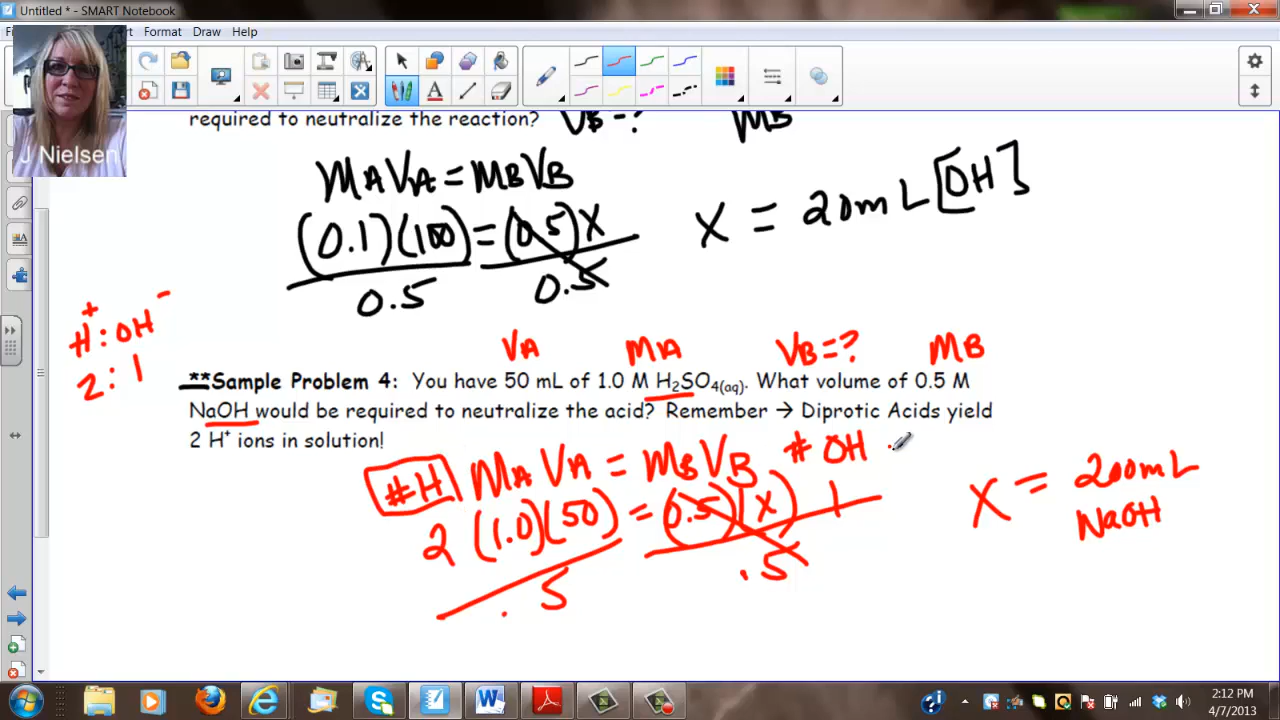 Untitled * - SMART Notebook
Format Draw Help
J Nielsen
required to neutralize the reaction? VB=? MB
MAVA=MBVB
(0.1)(100)=(0.5)X
0.5 0.5
X = 20mL [OH]
H+:OH-
2:1
VA MA VB=? MB
**Sample Problem 4: You have 50 mL of 1.0 M H₂SO₄(aq). What volume of 0.5 M
NaOH would be required to neutralize the acid? Remember → Diprotic Acids yield
2 H⁺ ions in solution!
#H MAVA = MBVB #OH
2(1.0)(50) = (0.5)(X) 1
.5 .5
X = 200mL
NaOH
2:12 PM
4/7/2013